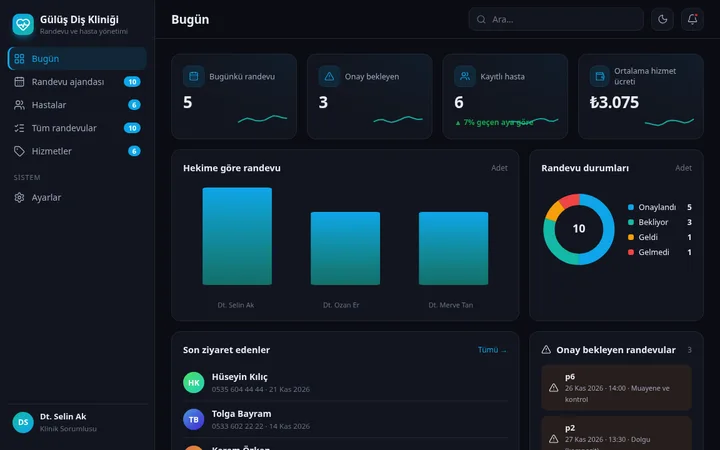 Gülüş Diş Kliniği
Randevu ve hasta yönetimi
Bugün
Randevu ajandası 10
Hastalar 6
Tüm randevular 10
Hizmetler 6
SİSTEM
Ayarlar
Dt. Selin Ak
Klinik Sorumlusu
DS
Bugün
Ara...
Bugünkü randevu
5
Onay bekleyen
3
Kayıtlı hasta
6
▲ 7% geçen aya göre
Ortalama hizmet
ücreti
₺3.075
Hekime göre randevu
Adet
Dt. Selin Ak
Dt. Ozan Er
Dt. Merve Tan
Randevu durumları
Adet
10
Onaylandı 5
Bekliyor 3
Geldi 1
Gelmedi 1
Son ziyaret edenler
Tümü →
HK
Hüseyin Kılıç
0535 604 44 44 · 21 Kas 2026
TB
Tolga Bayram
0533 602 22 22 · 14 Kas 2026
Onay bekleyen randevular 3
p6
26 Kas 2026 · 14:00 · Muayene ve
kontrol
p2
27 Kas 2026 · 13:30 · Dolgu